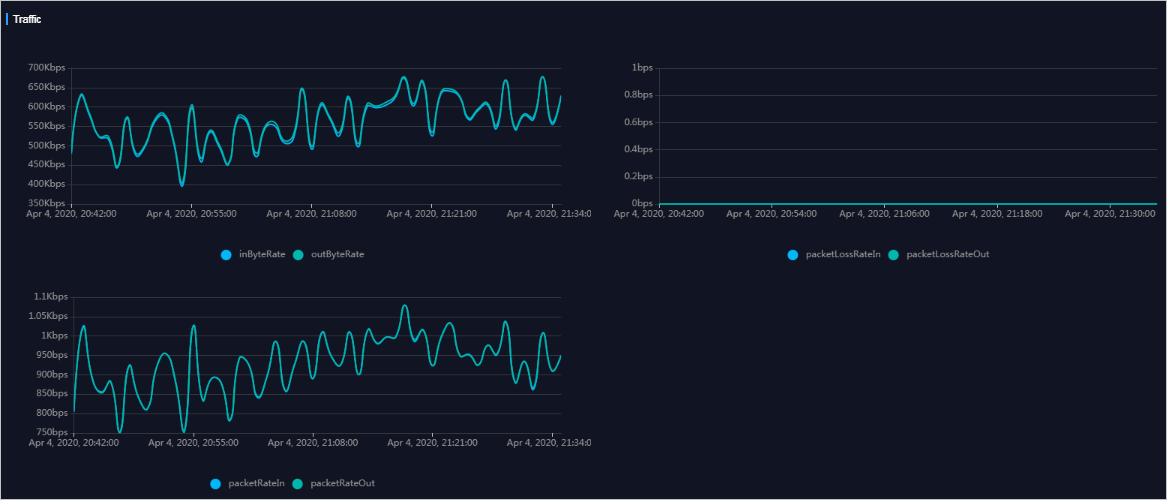 Traffic
700Kbps
650Kbps
600Kbps
550Kbps
500Kbps
450Kbps
400Kbps
350Kbps
Apr 4, 2020, 20:42:00 Apr 4, 2020, 20:55:00 Apr 4, 2020, 21:08:00 Apr 4, 2020, 21:21:00 Apr 4, 2020, 21:34:0
inByteRate outByteRate
1bps
0.8bps
0.6bps
0.4bps
0.2bps
0bps
Apr 4, 2020, 20:42:00 Apr 4, 2020, 20:54:00 Apr 4, 2020, 21:06:00 Apr 4, 2020, 21:18:00 Apr 4, 2020, 21:30:00
packetLossRateIn packetLossRateOut
1.1Kbps
1.05Kbps
1Kbps
950bps
900bps
850bps
800bps
750bps
Apr 4, 2020, 20:42:00 Apr 4, 2020, 20:55:00 Apr 4, 2020, 21:08:00 Apr 4, 2020, 21:21:00 Apr 4, 2020, 21:34:0
packetRateIn packetRateOut